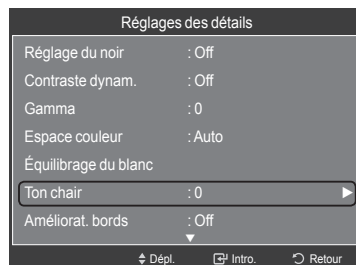 Réglages des détails
Réglage du noir : Off
Contraste dynam. : Off
Gamma : 0
Espace couleur : Auto
Équilibrage du blanc
Ton chair : 0
Améliorat. bords : Off
Dépl. Intro. Retour